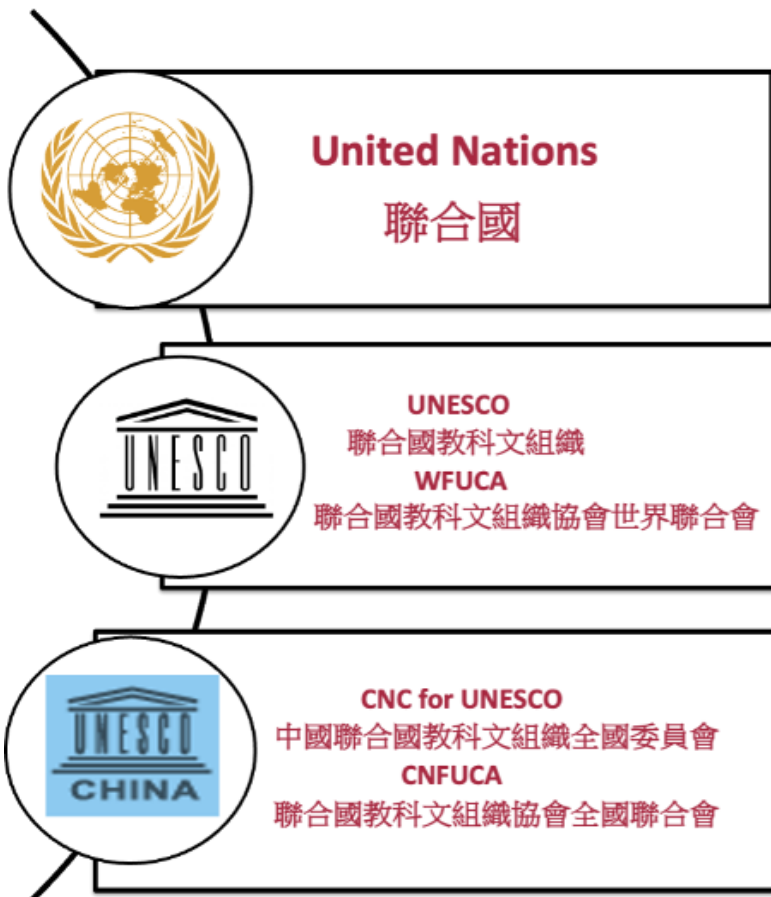 United Nations
聯合國
UNESCO
UNESCO
聯合國教科文組織
WFUCA
聯合國教科文組織協會世界聯合會
UNESCO
CHINA
CNC for UNESCO
中國聯合國教科文組織全國委員會
CNFUCA
聯合國教科文組織協會全國聯合會